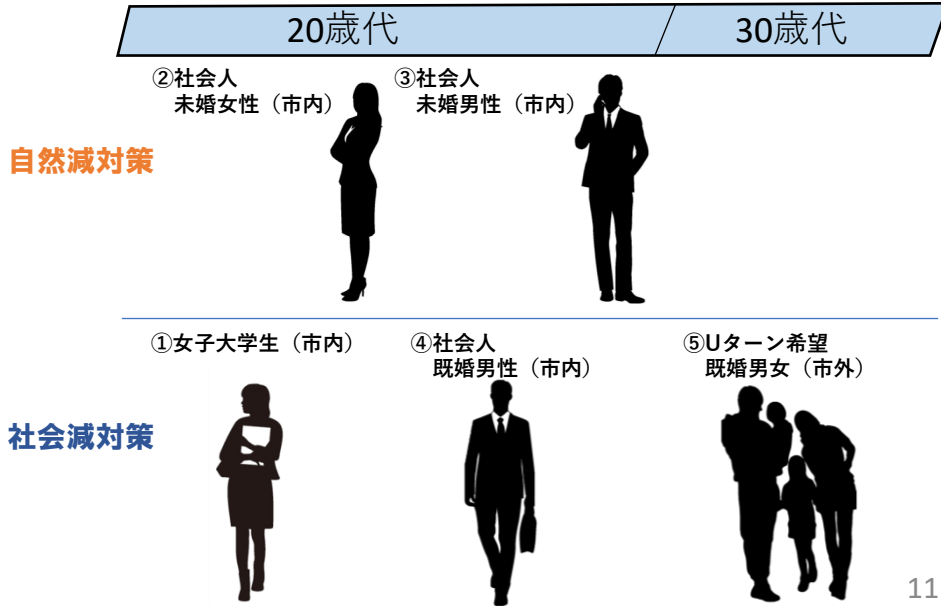 20歳代
30歳代
②社会人
未婚女性（市内）
③社会人
未婚男性（市内）
自然減対策
①女子大学生（市内）
④社会人
既婚男性（市内）
⑤Uターン希望
既婚男女（市外）
社会減対策
11